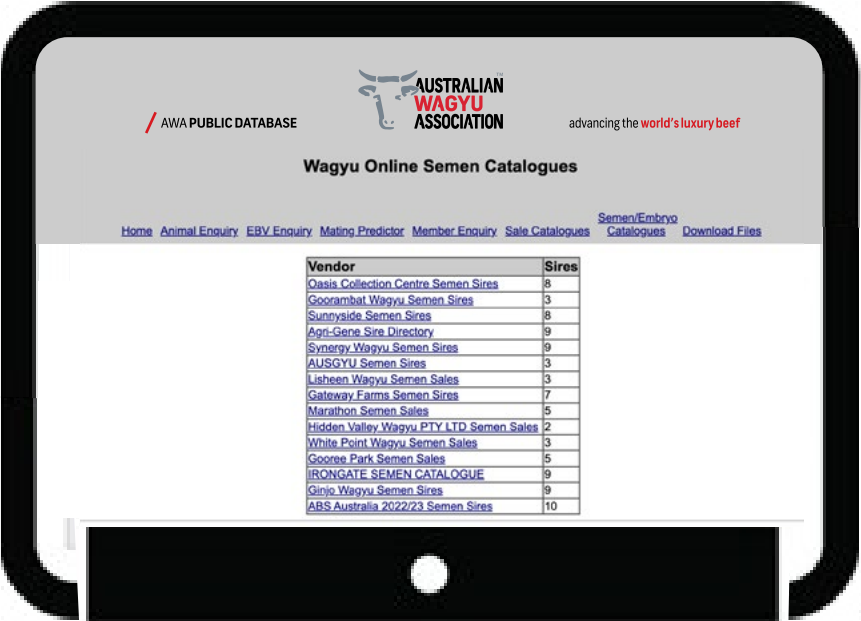 AUSTRALIAN
WAGYU
ASSOCIATION
TM
/ AWA PUBLIC DATABASE
advancing the world's luxury beef
Wagyu Online Semen Catalogues
Home Animal Enquiry EBV Enquiry Mating Predictor Member Enquiry Sale Catalogues Semen/Embryo Catalogues Download Files
Vendor Sires
Oasis Collection Centre Semen Sires 8
Goorambat Wagyu Semen Sires 3
Sunnyside Semen Sires 8
Agri-Gene Sire Directory 9
Synergy Wagyu Semen Sires 9
AUSGYU Semen Sires 3
Lisheen Wagyu Semen Sales 3
Gateway Farms Semen Sires 7
Marathon Semen Sales 5
Hidden Valley Wagyu PTY LTD Semen Sales 2
White Point Wagyu Semen Sales 3
Gooree Park Semen Sales 5
IRONGATE SEMEN CATALOGUE 9
Ginjo Wagyu Semen Sires 9
ABS Australia 2022/23 Semen Sires 10